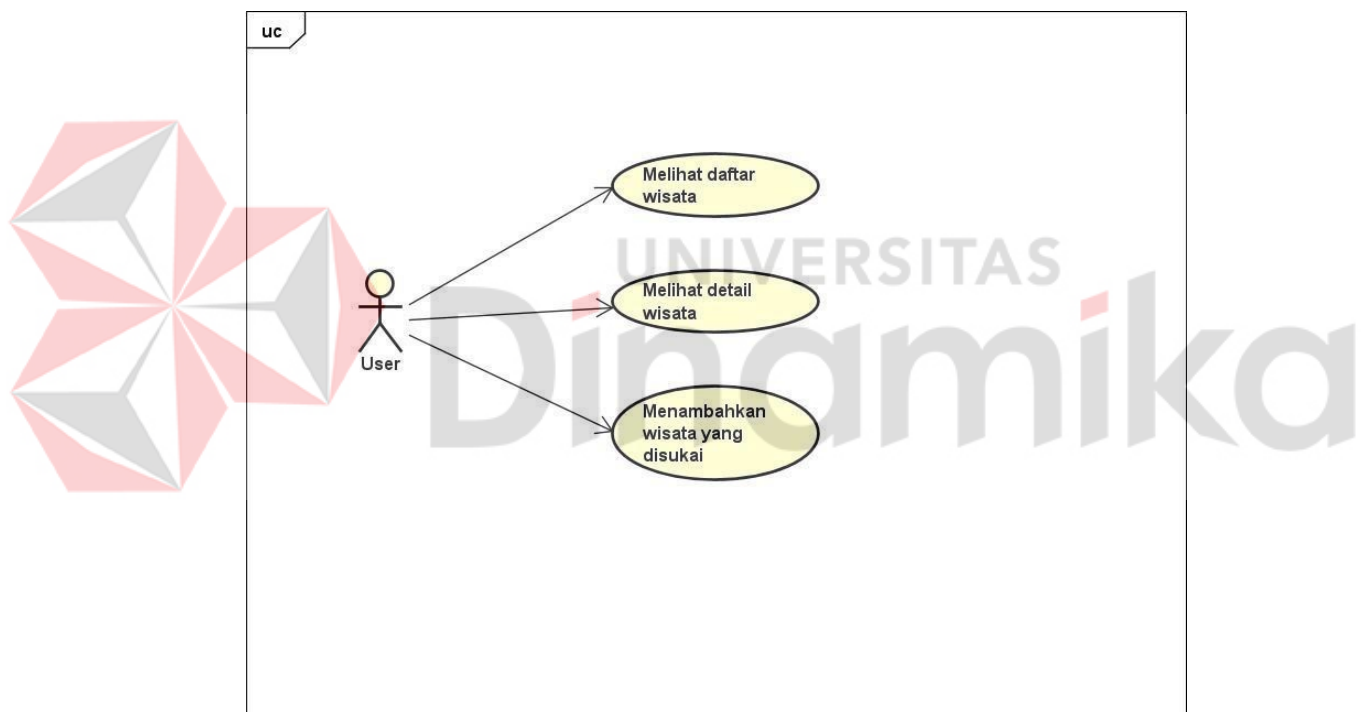 uc
Melihat daftar
wisata
UNIVERSITAS
Dinamika
Melihat detail
wisata
User
Menambahkan
wisata yang
disukai